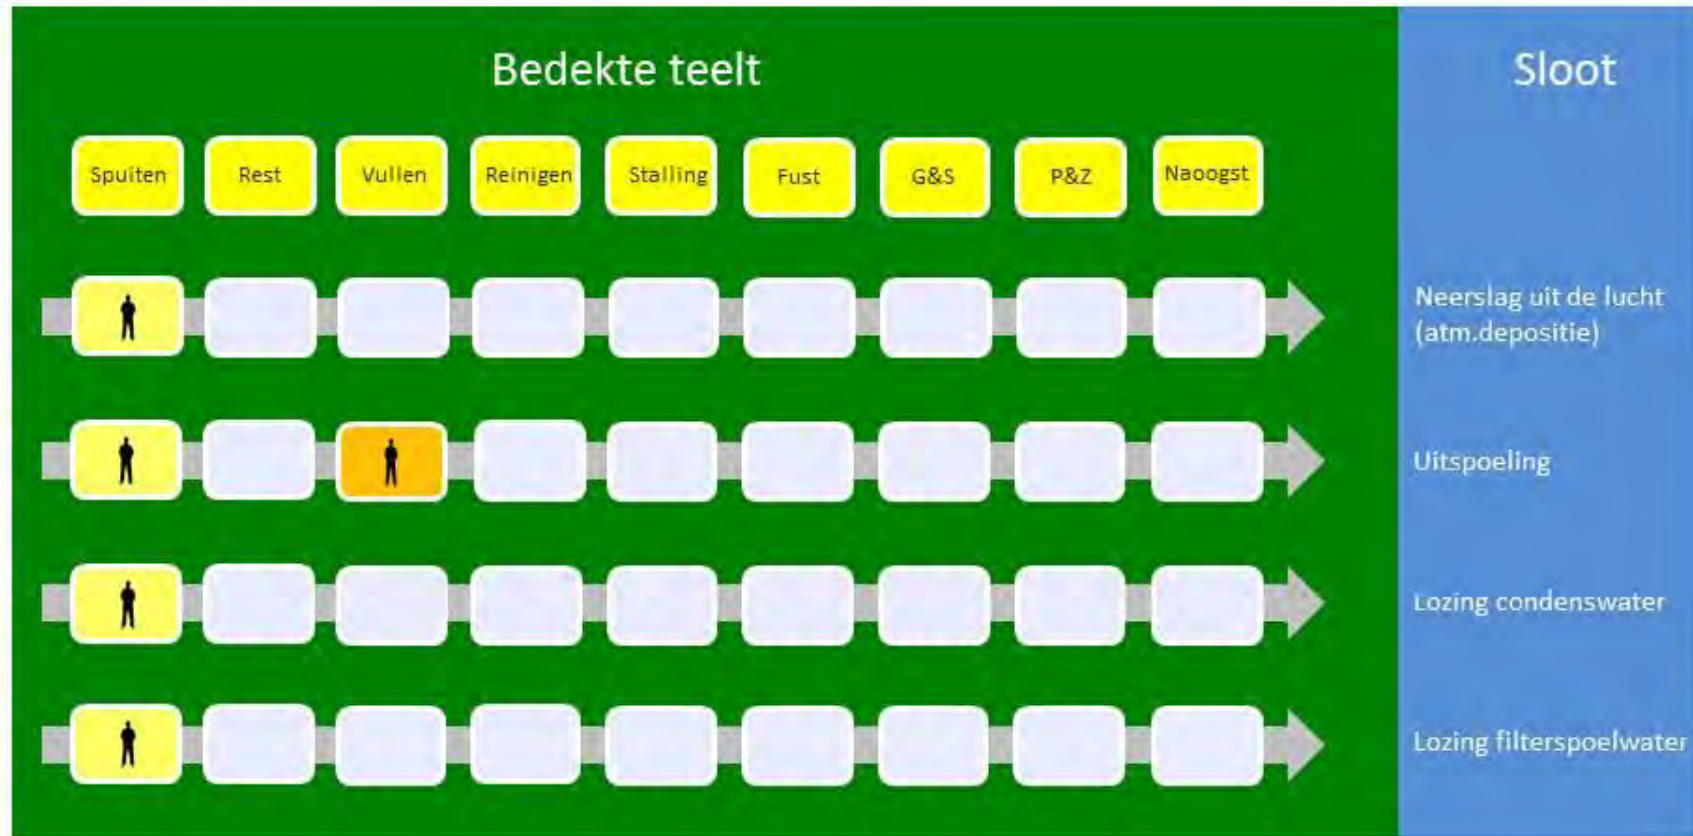 Bedekte teelt
Sloot
Spuiten
Rest
Vullen
Reinigen
Stalling
Fust
G&S
P&Z
Naoogst
Neerslag uit de lucht
(atm.depositie)
Uitspoeling
Lozing condenswater
Lozing filterspoelwater